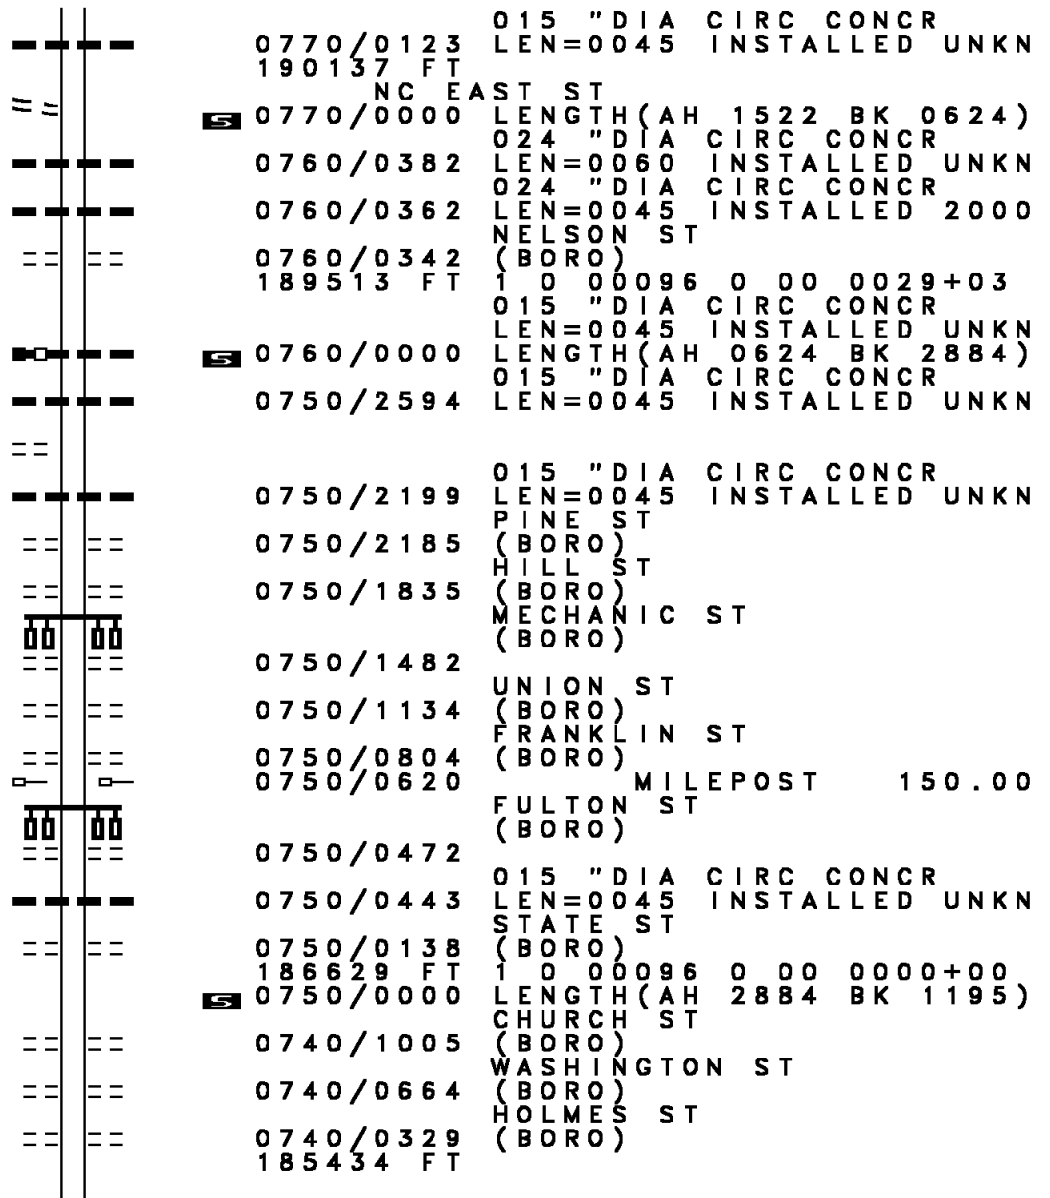 015 "DIA CIRC CONCR
0770/0123 LEN=0045 INSTALLED UNKN
190137 FT
NC EAST ST
S 0770/0000 LENGTH(AH 1522 BK 0624)
024 "DIA CIRC CONCR
0760/0382 LEN=0060 INSTALLED UNKN
024 "DIA CIRC CONCR
0760/0362 LEN=0045 INSTALLED 2000
NELSON ST
0760/0342 (BORO)
189513 FT 1 0 00096 0 00 0029+03
015 "DIA CIRC CONCR
LEN=0045 INSTALLED UNKN
S 0760/0000 LENGTH(AH 0624 BK 2884)
015 "DIA CIRC CONCR
0750/2594 LEN=0045 INSTALLED UNKN
015 "DIA CIRC CONCR
0750/2199 LEN=0045 INSTALLED UNKN
PINE ST
0750/2185 (BORO)
HILL ST
0750/1835 (BORO)
MECHANIC ST
(BORO)
0750/1482
UNION ST
0750/1134 (BORO)
FRANKLIN ST
0750/0804 (BORO)
0750/0620 MILEPOST 150.00
FULTON ST
(BORO)
0750/0472
015 "DIA CIRC CONCR
0750/0443 LEN=0045 INSTALLED UNKN
STATE ST
0750/0138 (BORO)
186629 FT 1 0 00096 0 00 0000+00
S 0750/0000 LENGTH(AH 2884 BK 1195)
CHURCH ST
0740/1005 (BORO)
WASHINGTON ST
0740/0664 (BORO)
HOLMES ST
0740/0329 (BORO)
185434 FT